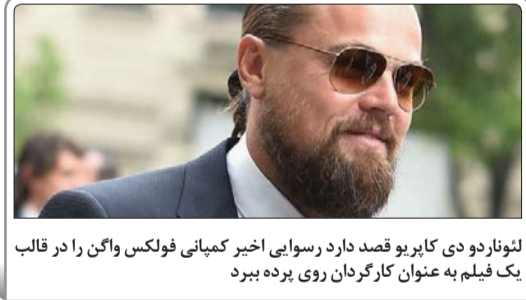 لئوناردو دی کاپریو قصد دارد رسوایی اخیر کمپانی فولکس واگن را در قالب
یک فیلم به عنوان کارگردان روی پرده ببرد